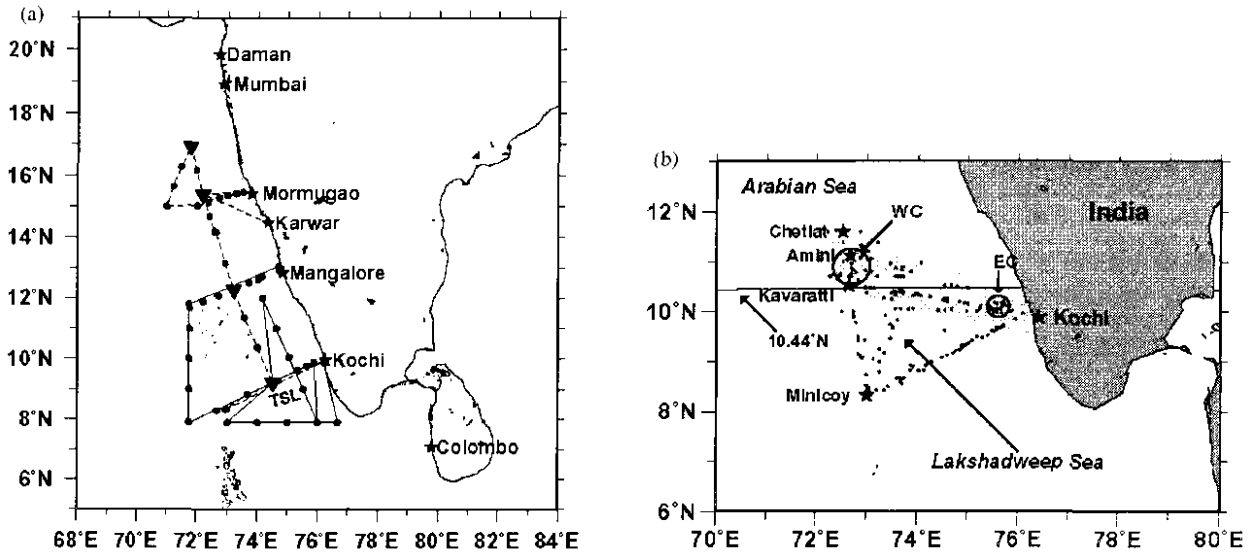 (a)
20°N
18°N
16°N
14°N
12°N
10°N
8°N
6°N
Daman
Mumbai
Mormugao
Karwar
Mangalore
Kochi
TSL
Colombo
68°E 70°E 72°E 74°E 76°E 78°E 80°E 82°E 84°E
(b)
12°N
10°N
8°N
6°N
Arabian Sea
WC
India
Chetlat
Amini
EC
Kavaratti
Kochi
10.44°N
Minicoy
Lakshadweep Sea
70°E 72°E 74°E 76°E 78°E 80°E